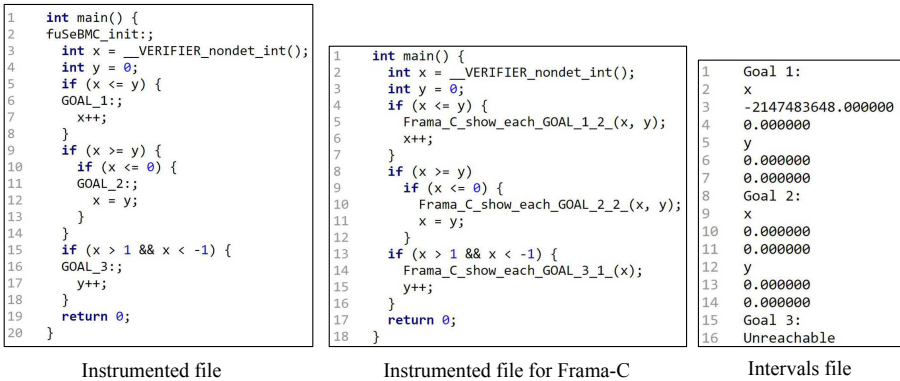 1 int main() {
2 fuSeBMC_init:;
3 int x = __VERIFIER_nondet_int();
4 int y = 0;
5 if (x <= y) {
6 GOAL_1:;
7 x++;
8 }
9 if (x >= y) {
10 if (x <= 0) {
11 GOAL_2:;
12 x = y;
13 }
14 }
15 if (x > 1 && x < -1) {
16 GOAL_3:;
17 y++;
18 }
19 return 0;
20 }
Instrumented file
1 int main() {
2 int x = __VERIFIER_nondet_int();
3 int y = 0;
4 if (x <= y) {
5 Frama_C_show_each_GOAL_1_2_(x, y);
6 x++;
7 }
8 if (x >= y)
9 if (x <= 0) {
10 Frama_C_show_each_GOAL_2_2_(x, y);
11 x = y;
12 }
13 if (x > 1 && x < -1) {
14 Frama_C_show_each_GOAL_3_1_(x);
15 y++;
16 }
17 return 0;
18 }
Instrumented file for Frama-C
1 Goal 1:
2 x
3 -2147483648.000000
4 0.000000
5 y
6 0.000000
7 0.000000
8 Goal 2:
9 x
10 0.000000
11 0.000000
12 y
13 0.000000
14 0.000000
15 Goal 3:
16 Unreachable
Intervals file